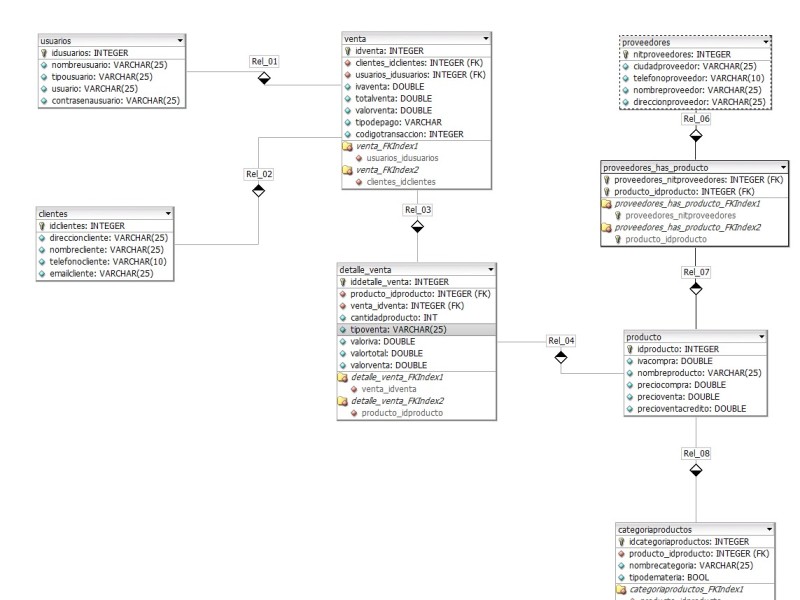 usuarios
idusuarios: INTEGER
nombreusuario: VARCHAR(25)
tipousuario: VARCHAR(25)
usuario: VARCHAR(25)
contrasenausuario: VARCHAR(25)
Rel_01
venta
idventa: INTEGER
clientes_idclientes: INTEGER (FK)
usuarios_idusuarios: INTEGER (FK)
ivaventa: DOUBLE
totalventa: DOUBLE
valorventa: DOUBLE
tipodepago: VARCHAR
codigotransaccion: INTEGER
venta_FKIndex1
usuarios_idusuarios
venta_FKIndex2
clientes_idclientes
proveedores
nitproveedores: INTEGER
ciudadproveedor: VARCHAR(25)
telefonoproveedor: VARCHAR(10)
nombreproveedor: VARCHAR(25)
direccionproveedor: VARCHAR(25)
Rel_06
proveedores_has_producto
proveedores_nitproveedores: INTEGER (FK)
producto_idproducto: INTEGER (FK)
proveedores_has_producto_FKIndex1
proveedores_nitproveedores
proveedores_has_producto_FKIndex2
producto_idproducto
Rel_02
clientes
idclientes: INTEGER
direccioncliente: VARCHAR(25)
nombrecliente: VARCHAR(25)
telefonocliente: VARCHAR(10)
emailcliente: VARCHAR(25)
Rel_03
detalle_venta
iddetalle_venta: INTEGER
producto_idproducto: INTEGER (FK)
venta_idventa: INTEGER (FK)
cantidadproducto: INT
tipoventa: VARCHAR(25)
valoriva: DOUBLE
valortotal: DOUBLE
valorventa: DOUBLE
detalle_venta_FKIndex1
venta_idventa
detalle_venta_FKIndex2
producto_idproducto
Rel_04
Rel_07
producto
idproducto: INTEGER
ivacompra: DOUBLE
nombreproducto: VARCHAR(25)
preciocompra: DOUBLE
precioventa: DOUBLE
precioventacredito: DOUBLE
Rel_08
categoriaproductos
idcategoriaproductos: INTEGER
producto_idproducto: INTEGER (FK)
nombrecategoria: VARCHAR(25)
tipodemateria: BOOL
categoriaproductos_FKIndex1